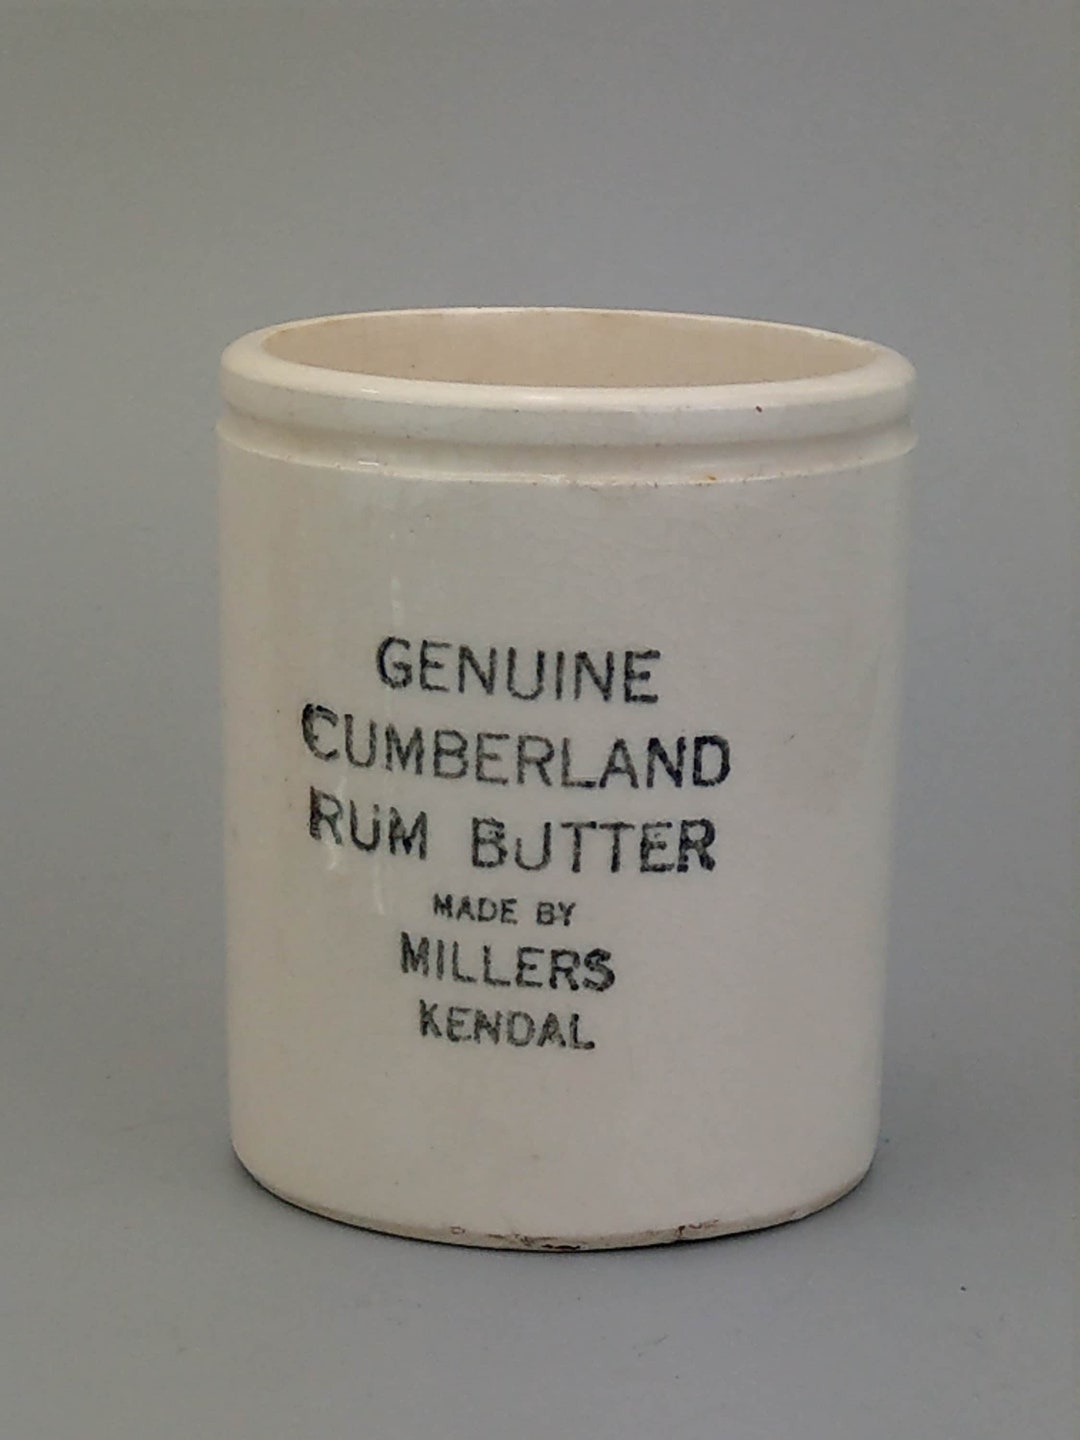 GENUINE
CUMBERLAND
RUM BUTTER
MADE BY
MILLERS
KENDAL